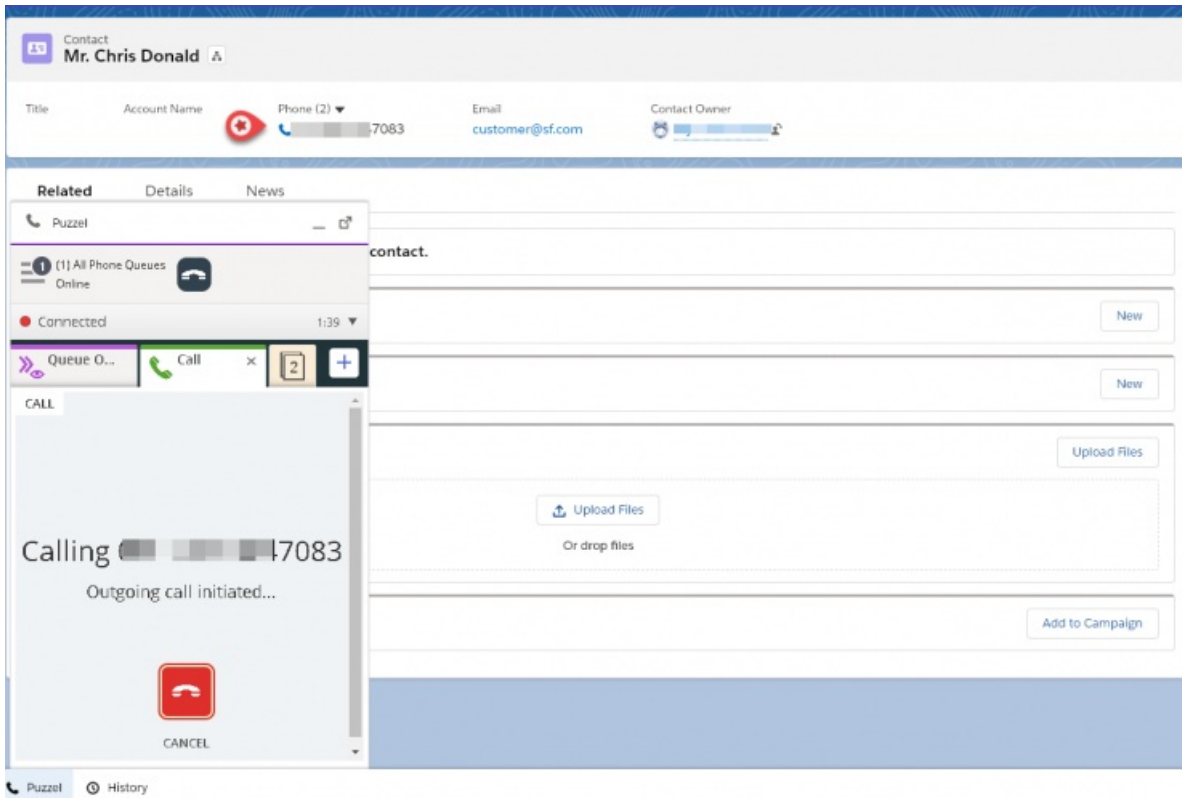 Contact
Mr. Chris Donald
Title Account Name Phone (2) Email Contact Owner
7083 customer@sf.com
Related Details News
Puzzel
contact.
1 (1) All Phone Queues
Online
New
Connected 1:39
Queue O... Call 2
New
CALL
Upload Files
Upload Files
Or drop files
Calling 7083
Outgoing call initiated...
Add to Campaign
CANCEL
Puzzel History